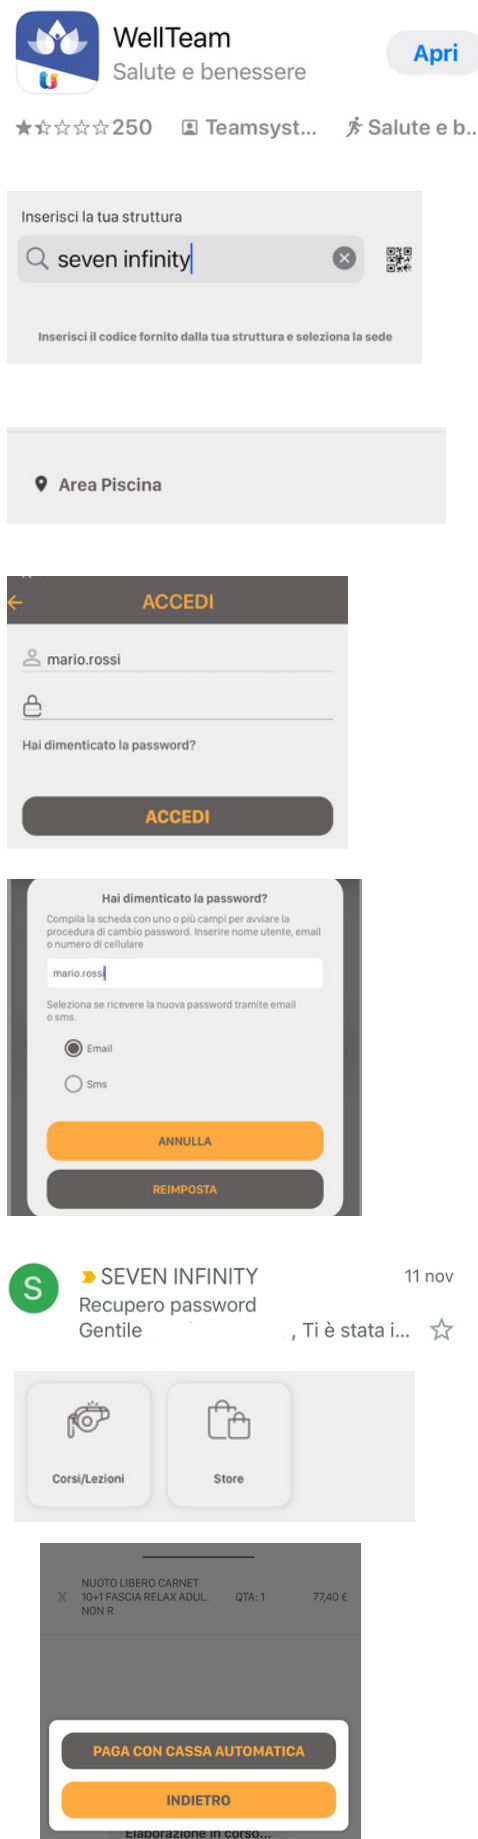 WellTeam
Salute e benessere
Apri
250 Teamsyst... Salute e b..
Inserisci la tua struttura
seven infinity
Inserisci il codice fornito dalla tua struttura e seleziona la sede
Area Piscina
ACCEDI
mario.rossi
Hai dimenticato la password?
ACCEDI
Hai dimenticato la password?
Compila la scheda con uno o più campi per avviare la
procedura di cambio password. Inserire nome utente, email
o numero di cellulare
mario.rossi
Seleziona se ricevere la nuova password tramite email
o sms.
Email
Sms
ANNULLA
REIMPOSTA
S SEVEN INFINITY 11 nov
Recupero password
Gentile , Ti è stata i...
Corsi/Lezioni Store
NUOTO LIBERO CARNET
X 10+1 FASCIA RELAX ADUL. QTA: 1 77,40 €
NON R
PAGA CON CASSA AUTOMATICA
INDIETRO
Elaborazione in corso...